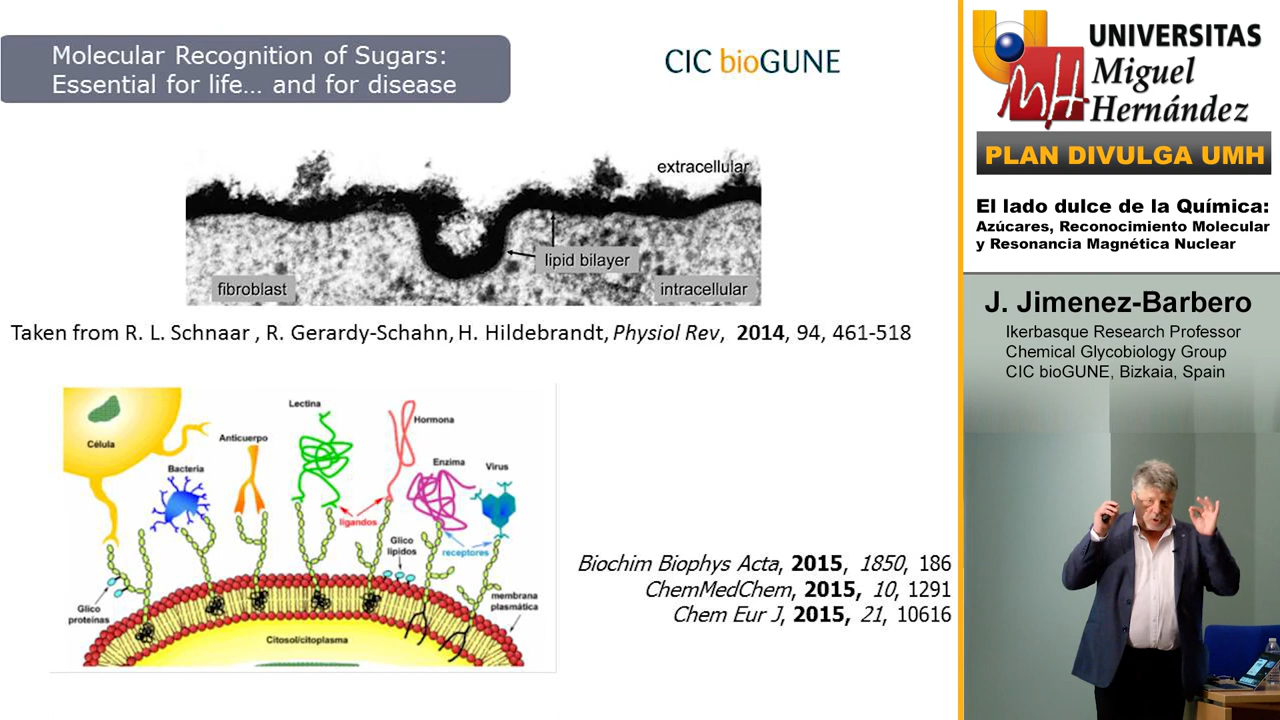 Molecular Recognition of Sugars:
Essential for life… and for disease
CIC bioGUNE
extracellular
lipid bilayer
fibroblast
intracellular
Taken from R. L. Schnaar , R. Gerardy-Schahn, H. Hildebrandt, Physiol Rev, 2014, 94, 461-518
Célula
Bacteria
Anticuerpo
Lectina
Hormona
Enzima
Virus
ligandos
receptores
Glico
lípidos
Glico
proteínas
membrana
plasmática
Citosol/citoplasma
Biochim Biophys Acta, 2015, 1850, 186
ChemMedChem, 2015, 10, 1291
Chem Eur J, 2015, 21, 10616
UNIVERSITAS
Miguel
Hernández
PLAN DIVULGA UMH
El lado dulce de la Química:
Azúcares, Reconocimiento Molecular
y Resonancia Magnética Nuclear
J. Jimenez-Barbero
Ikerbasque Research Professor
Chemical Glycobiology Group
CIC bioGUNE, Bizkaia, Spain